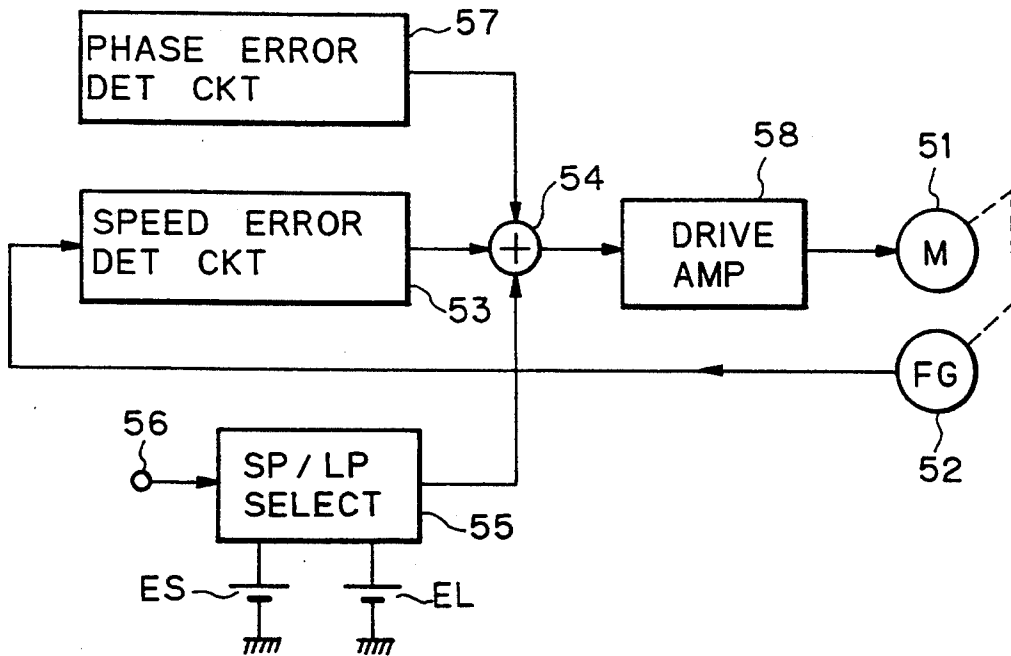 57
PHASE ERROR
DET CKT
58
51
54
SPEED ERROR
DET CKT
+
DRIVE
AMP
M
53
FG
56
52
SP/LP
SELECT
55
ES
EL